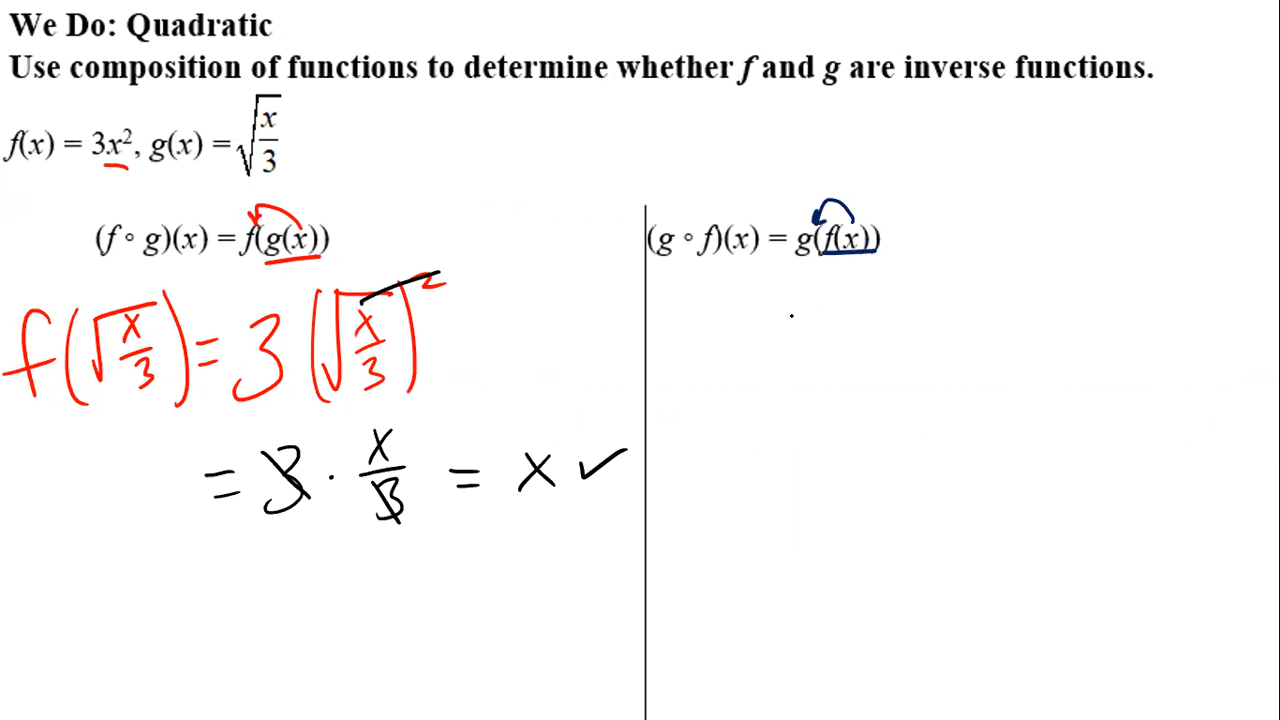 We Do: Quadratic
Use composition of functions to determine whether f and g are inverse functions.
f(x) = 3x², g(x) = √(x/3)
(f ∘ g)(x) = f(g(x))
f(√(x/3)) = 3(√(x/3))²
= 3 · x/3 = x ✓
(g ∘ f)(x) = g(f(x))